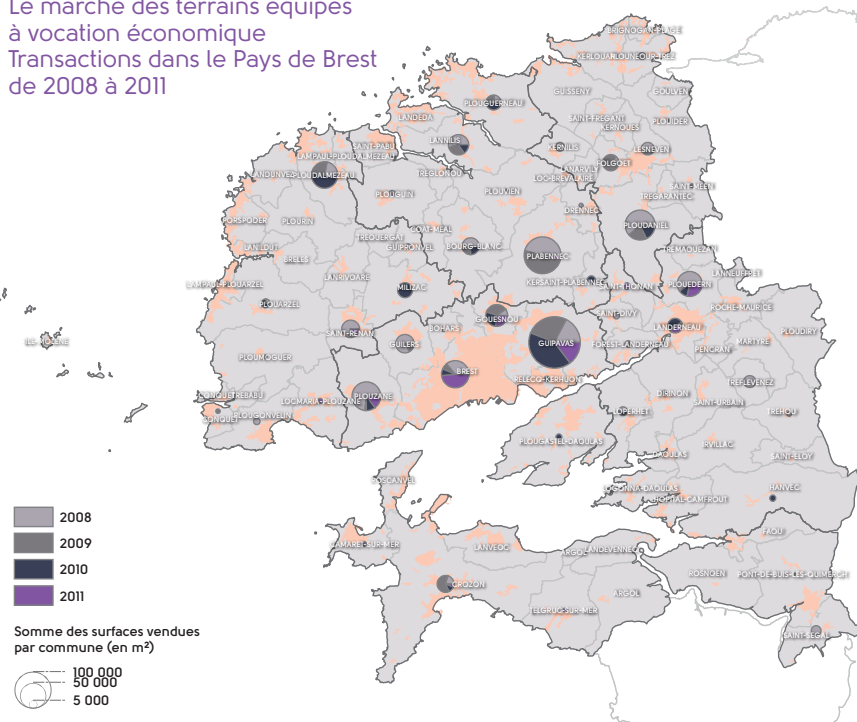 Le marché des terrains équipés
à vocation économique
Transactions dans le Pays de Brest
de 2008 à 2011
BRIGNOGAN-PLAGE
KERLOUAN
PLOUNEOUR-TREZ
GUISSENY
GOULVEN
PLOUGUERNEAU
LANDEDA
SAINT-FREGANT
KERNOUES
PLOUIDER
LANNILIS
KERNILIS
LESNEVEN
SAINT-PABU
LAMPAUL-PLOUDALMEZEAU
FOLGOET
LANARVILY
LOC-BREVALAIRE
TREGLONOU
PLOUDALMEZEAU
SAINT-MEEN
TREGARANTEC
PLOUGUIN
PLOUVIEN
DRENNEC
PORSPODER
PLOURIN
COAT-MEAL
PLOUDANIEL
TREOUERGAT
GUIPRONVEL
BOURG-BLANC
LANILDUT
TREMAOUEZAN
BRELES
PLABENNEC
LANNEUFFRET
LANRIVOARE
LAMPAUL-PLOUARZEL
MILIZAC
KERSAINT-PLABENNEC
SAINT-THONAN
PLOUEDERN
PLOUARZEL
ROCHE-MAURICE
SAINT-DIVY
GOUESNOU
BOHARS
LANDERNEAU
PLOUDIRY
SAINT-RENAN
ILE-MOLENE
GUILERS
GUIPAVAS
FOREST-LANDERNEAU
MARTYRE
PENCRAN
PLOUMOGUER
BREST
RELECQ-KERHUON
TREFLEVENEZ
TREBABU
LOCMARIA-PLOUZANE
PLOUZANE
DIRINON
SAINT-URBAIN
LOPERHET
TREHOU
PLOUGONVELIN
CONQUET
PLOUGASTEL-DAOULAS
IRVILLAC
DAOULAS
SAINT-ELOY
ROSCANVEL
LOGONNA-DAOULAS
HOPITAL-CAMFROUT
HANVEC
2008
2009
2010
2011
CAMARET-SUR-MER
LANVEOC
ARGOL
LANDEVENNEC
FAOU
ROSNOEN
PONT-DE-BUIS-LES-QUIMERCH
CROZON
ARGOL
TELGRUC-SUR-MER
SAINT-SEGAL
Somme des surfaces vendues
par commune (en m²)
100 000
50 000
5 000